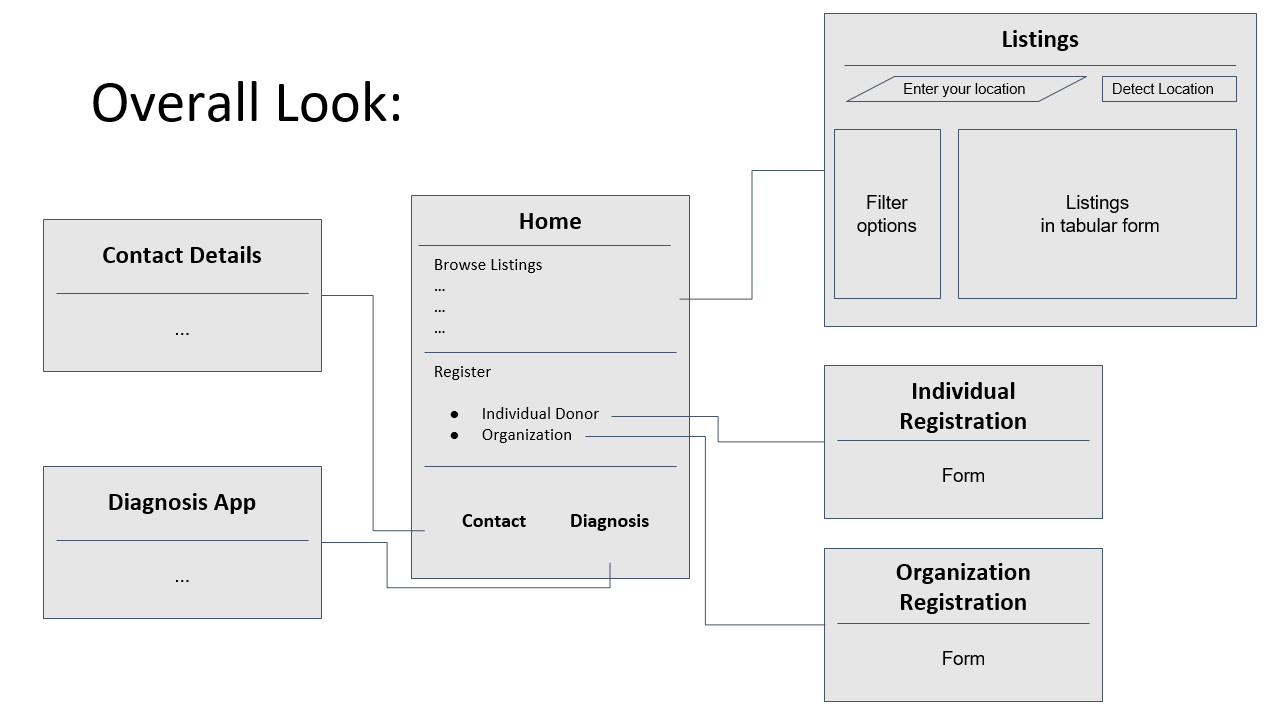 Overall Look:
Contact Details
...
Diagnosis App
...
Home
Browse Listings
...
...
...
Register
● Individual Donor
● Organization
Contact
Diagnosis
Listings
Enter your location
Detect Location
Filter
options
Listings
in tabular form
Individual
Registration
Form
Organization
Registration
Form